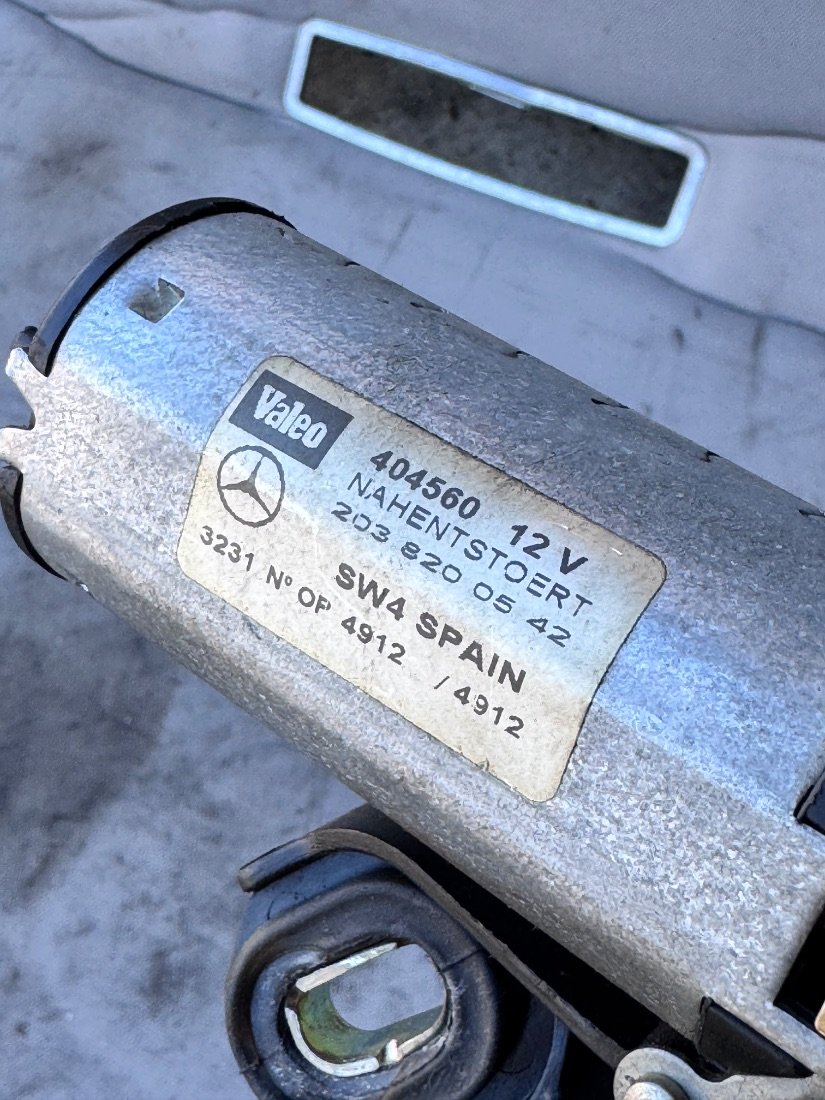 Valeo
404560 12 V
NAHENTSTOERT
203 820 05 42
SW4 SPAIN
3231 Nº OP 4912 / 4912